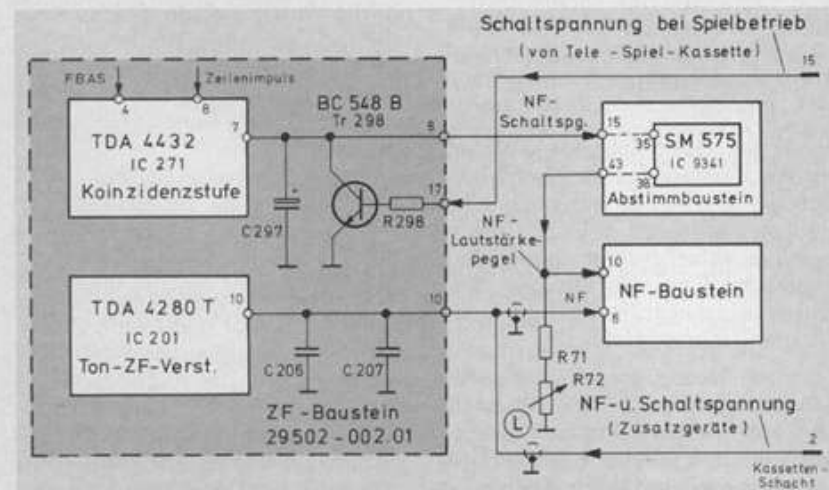 Schaltspannung bei Spielbetrieb
(von Tele-Spiel-Kassette)
15
FBAS
Zeilenimpuls
4
8
BC 548 B
Tr 298
TDA 4432
IC 271
Koinzidenzstufe
7
8
NF-
Schaltspg.
15
35
SM 575
IC 9341
43
38
Abstimmbaustein
17
C297
R298
NF-
Lautstärke-
pegel
10
NF-Baustein
TDA 4280 T
IC 201
Ton-ZF-Verst.
10
10
NF
6
C206
C207
R71
R72
L
ZF-Baustein
29502-002.01
NF-u. Schaltspannung
(Zusatzgeräte)
2
Kassetten-
Schacht